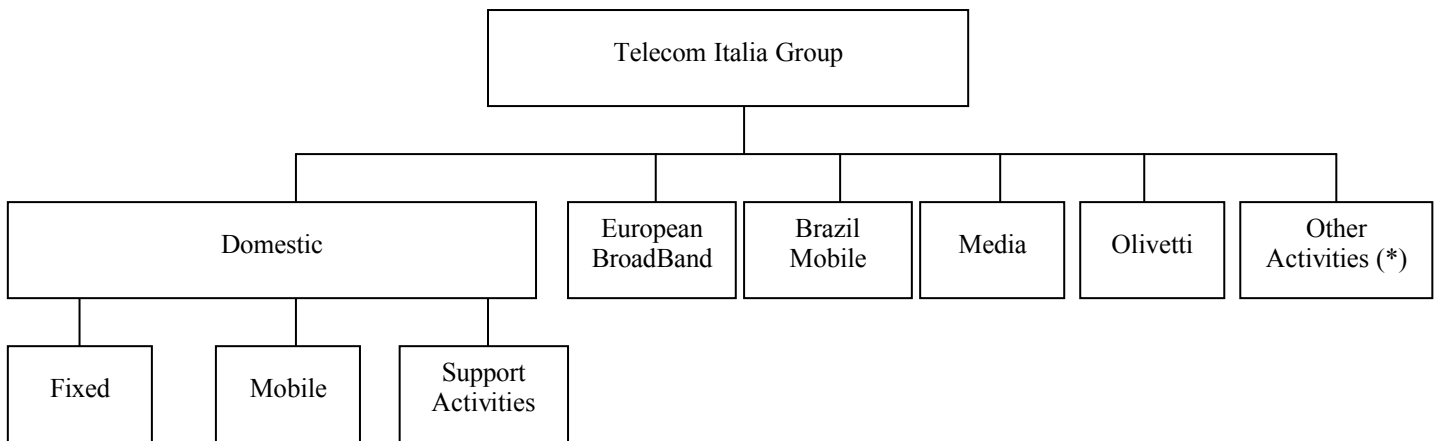 Telecom Italia Group
Domestic
European
BroadBand
Brazil
Mobile
Media
Olivetti
Other
Activities (*)
Fixed
Mobile
Support
Activities